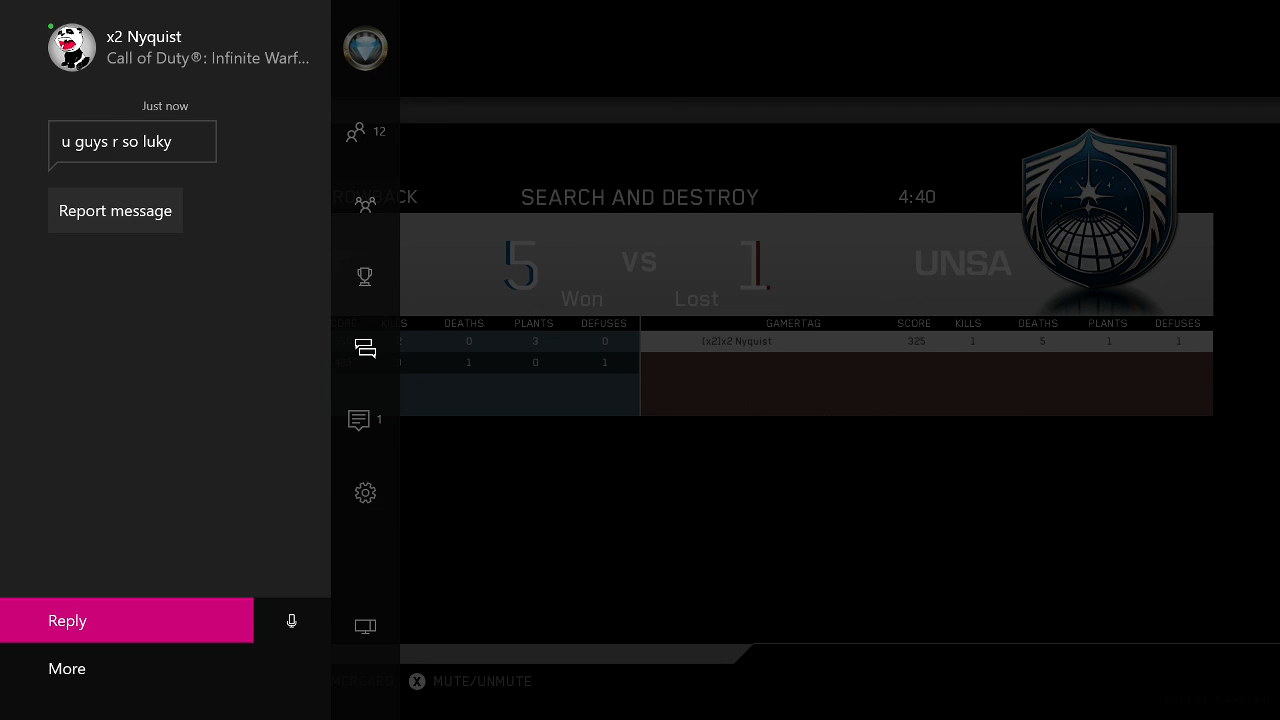 x2 Nyquist
Call of Duty®: Infinite Warf...
Just now
u guys r so luky
Report message
12
SEARCH AND DESTROY
4:40
5 VS 1
UNSA
Won Lost
DEATHS PLANTS DEFUSES
GAMERTAG SCORE KILLS DEATHS PLANTS DEFUSES
0 3 0
[x2]x2 Nyquist 325 1 5 1 1
1 0 1
1
Reply
More
X MUTE/UNMUTE